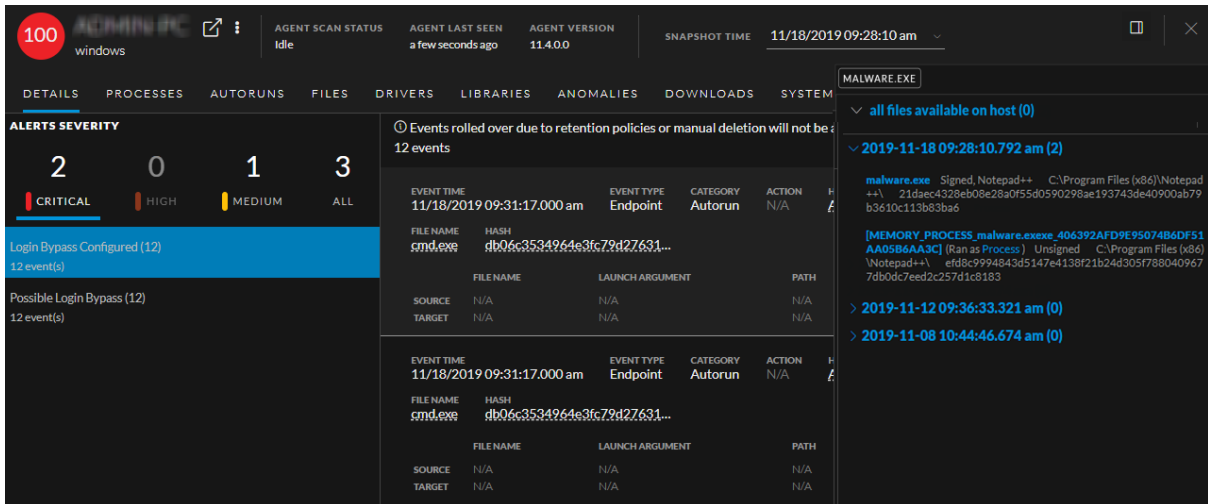 100
windows
AGENT SCAN STATUS
Idle
AGENT LAST SEEN
a few seconds ago
AGENT VERSION
11.4.0.0
SNAPSHOT TIME 11/18/2019 09:28:10 am
DETAILS PROCESSES AUTORUNS FILES DRIVERS LIBRARIES ANOMALIES DOWNLOADS SYSTEM
ALERTS SEVERITY
2 0 1 3
CRITICAL HIGH MEDIUM ALL
Login Bypass Configured (12)
12 event(s)
Possible Login Bypass (12)
12 event(s)
Events rolled over due to retention policies or manual deletion will not be
12 events
EVENT TIME EVENT TYPE CATEGORY ACTION
11/18/2019 09:31:17.000 am Endpoint Autorun N/A
FILE NAME HASH
cmd.exe db06c3534964e3fc79d27631...
FILE NAME LAUNCH ARGUMENT PATH
SOURCE N/A N/A N/A
TARGET N/A N/A N/A
EVENT TIME EVENT TYPE CATEGORY ACTION
11/18/2019 09:31:17.000 am Endpoint Autorun N/A
FILE NAME HASH
cmd.exe db06c3534964e3fc79d27631...
FILE NAME LAUNCH ARGUMENT PATH
SOURCE N/A N/A N/A
TARGET N/A N/A N/A
MALWARE.EXE
all files available on host (0)
2019-11-18 09:28:10.792 am (2)
malware.exe Signed, Notepad++ C:\Program Files (x86)\Notepad
++\ 21daec4328eb08e28a0f55d0590298ae193743de40900ab79
b3610c113b83ba6
[MEMORY_PROCESS_malware.exexe_406392AFD9E95074B6DF51
AA05B6AA3C] (Ran as Process ) Unsigned C:\Program Files (x86)
\Notepad++\ efd8c9994843d5147e4138f21b24d305f788040967
7db0dc7eed2c257d1c8183
2019-11-12 09:36:33.321 am (0)
2019-11-08 10:44:46.674 am (0)